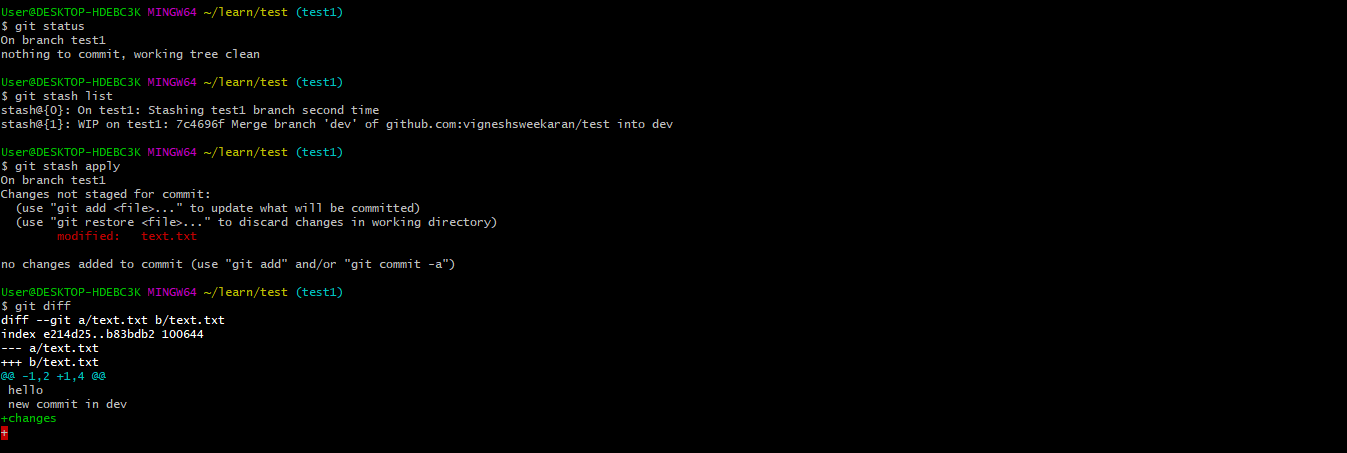 User@DESKTOP-HDEBC3K MINGW64 ~/learn/test (test1)
$ git status
On branch test1
nothing to commit, working tree clean

User@DESKTOP-HDEBC3K MINGW64 ~/learn/test (test1)
$ git stash list
stash@{0}: On test1: Stashing test1 branch second time
stash@{1}: WIP on test1: 7c4696f Merge branch 'dev' of github.com:vigneshsweekaran/test into dev

User@DESKTOP-HDEBC3K MINGW64 ~/learn/test (test1)
$ git stash apply
On branch test1
Changes not staged for commit:
  (use "git add <file>..." to update what will be committed)
  (use "git restore <file>..." to discard changes in working directory)
        modified:   text.txt

no changes added to commit (use "git add" and/or "git commit -a")

User@DESKTOP-HDEBC3K MINGW64 ~/learn/test (test1)
$ git diff
diff --git a/text.txt b/text.txt
index e214d25..b83bdb2 100644
--- a/text.txt
+++ b/text.txt
@@ -1,2 +1,4 @@
 hello
 new commit in dev
+changes
+